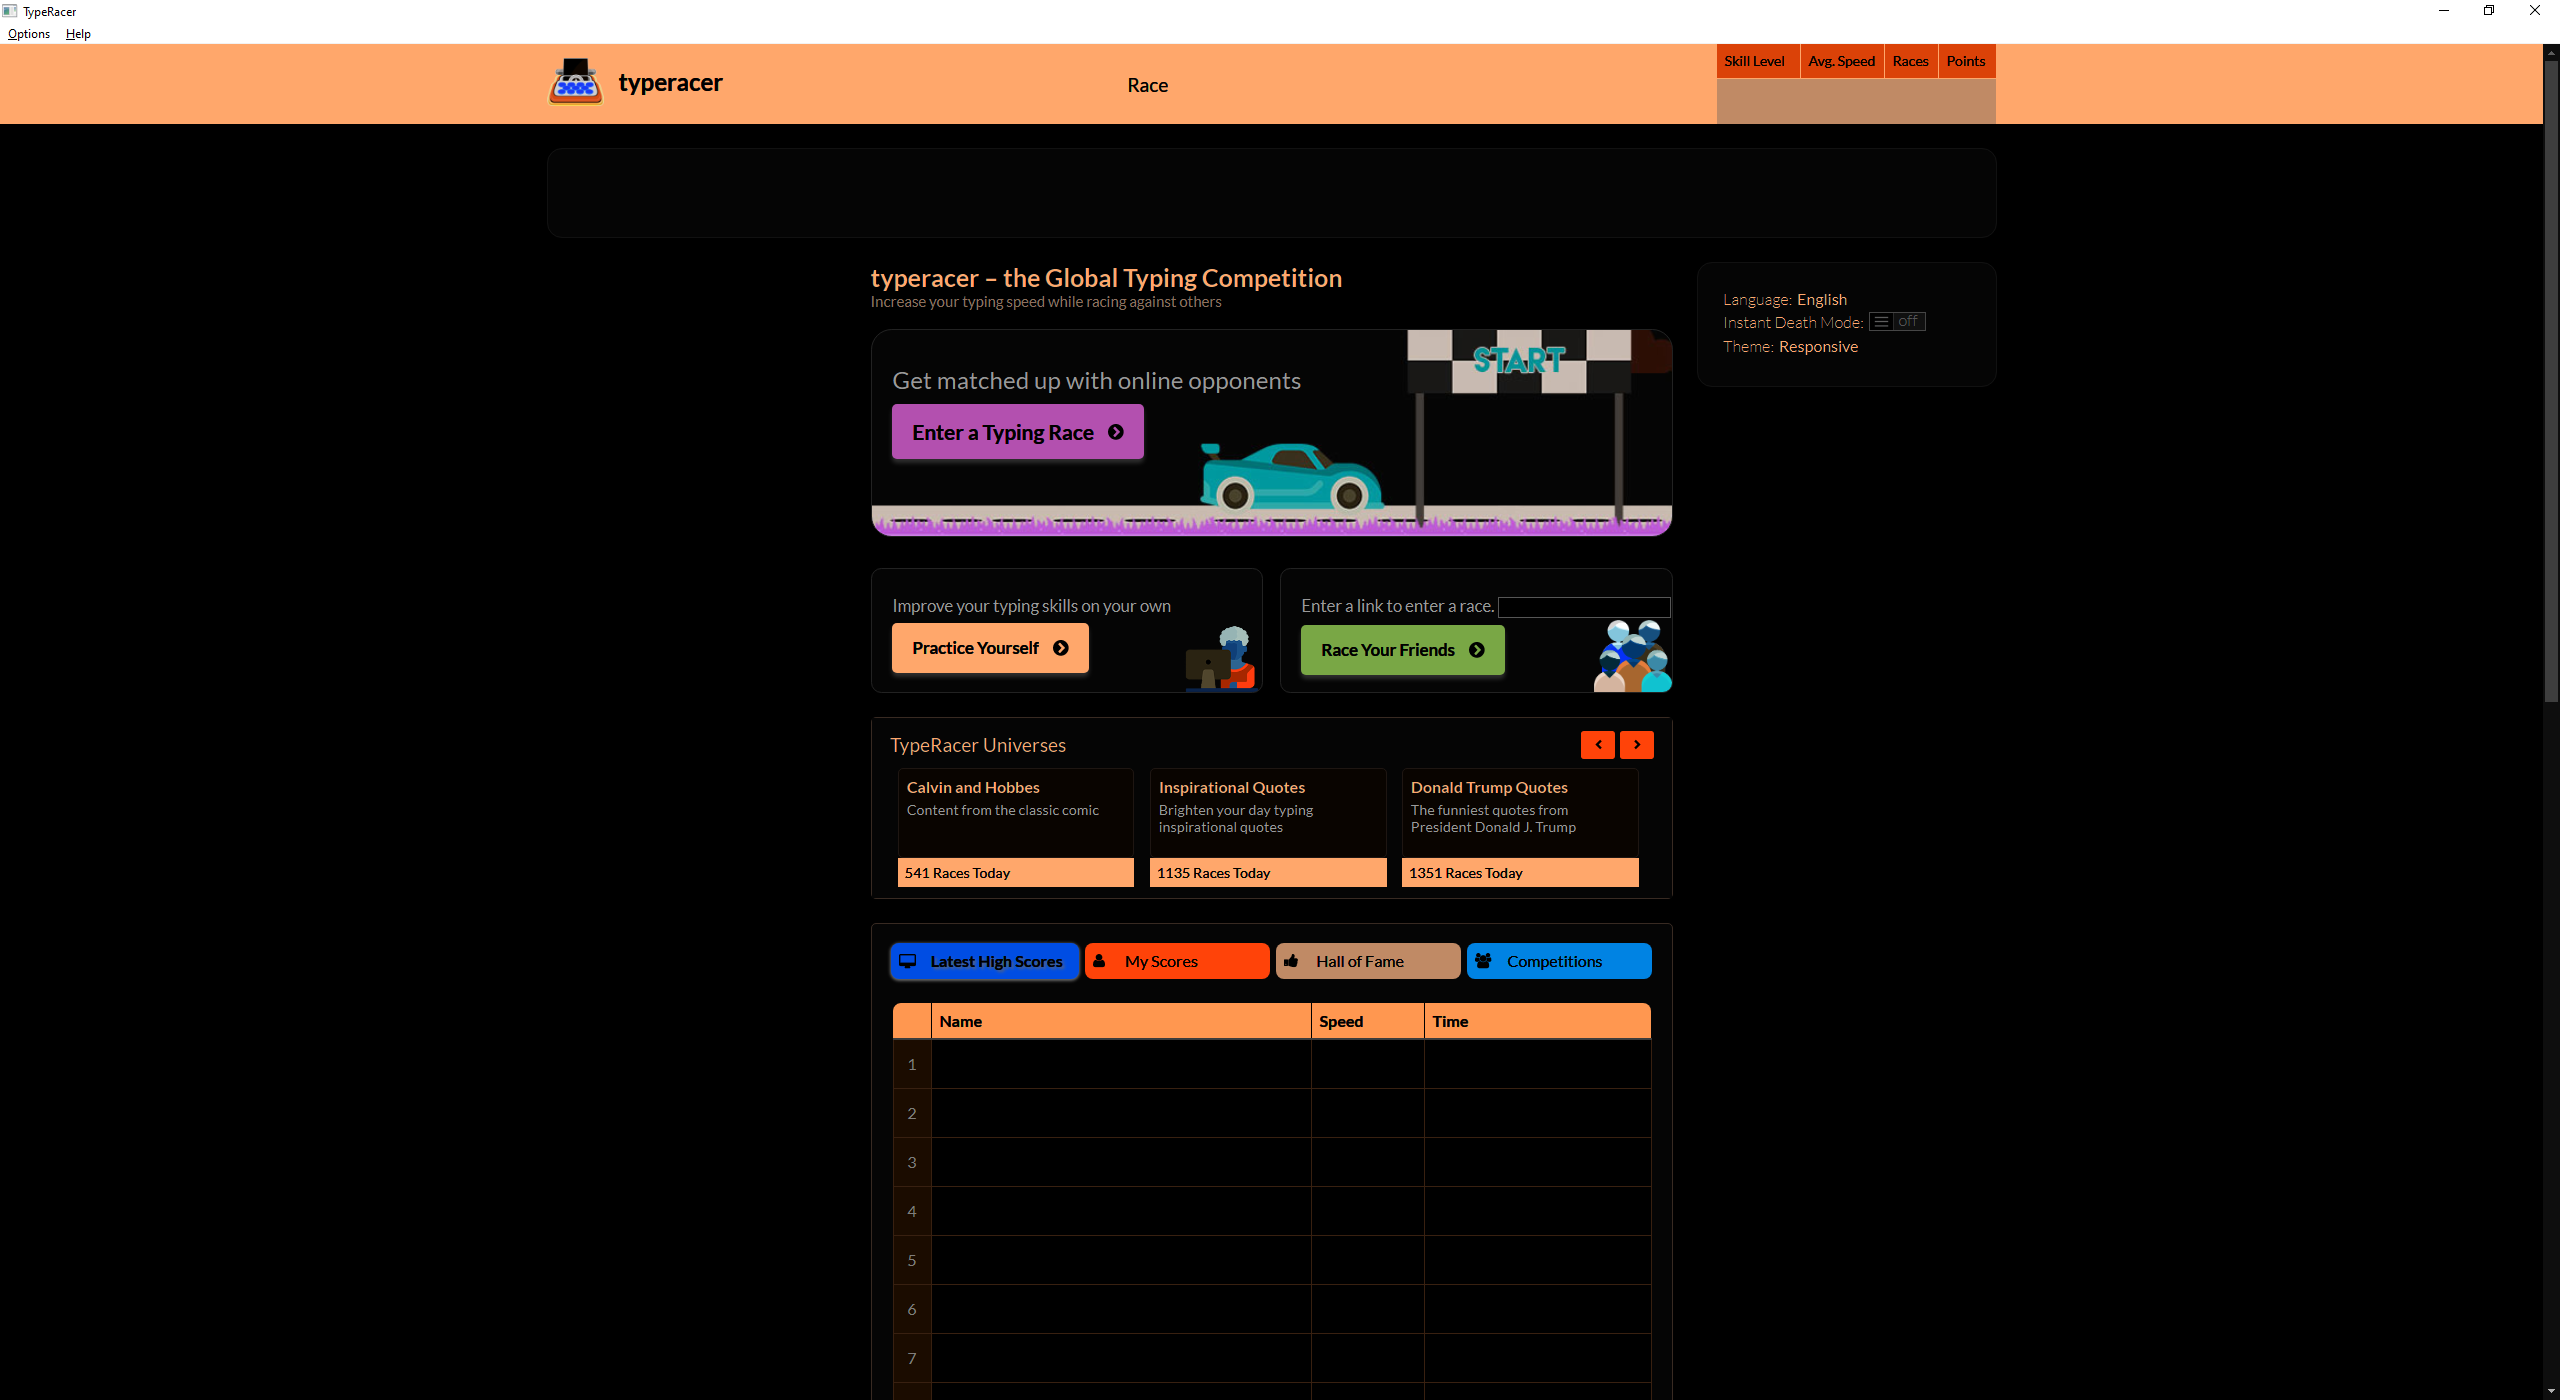 TypeRacer
Options Help
typeracer
Race
Skill Level Avg. Speed Races Points
typeracer – the Global Typing Competition
Increase your typing speed while racing against others
Language: English
Instant Death Mode: off
Theme: Responsive
START
Get matched up with online opponents
Enter a Typing Race
Improve your typing skills on your own
Practice Yourself
Enter a link to enter a race.
Race Your Friends
TypeRacer Universes
Calvin and Hobbes
Content from the classic comic
541 Races Today
Inspirational Quotes
Brighten your day typing
inspirational quotes
1135 Races Today
Donald Trump Quotes
The funniest quotes from
President Donald J. Trump
1351 Races Today
Latest High Scores My Scores Hall of Fame Competitions
Name Speed Time
1
2
3
4
5
6
7